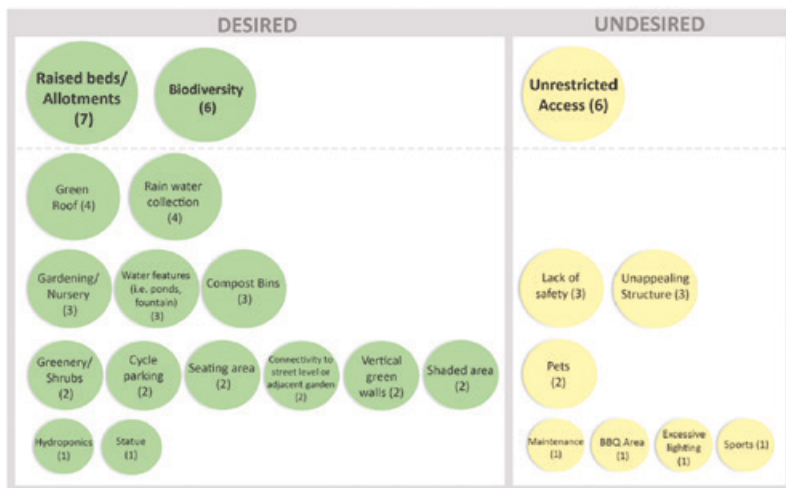 DESIRED
UNDESIRED
Raised beds/
Allotments
(7)
Biodiversity
(6)
Unrestricted
Access (6)
Green
Roof (4)
Rain water
collection
(4)
Gardening/
Nursery
(3)
Water features
(i.e. ponds,
fountain)
(3)
Compost Bins
(3)
Lack of
safety (3)
Unappealing
Structure (3)
Greenery/
Shrubs
(2)
Cycle
parking
(2)
Seating area
(2)
Connectivity to
street level or
adjacent garden
(2)
Vertical
green
walls (2)
Shaded area
(2)
Pets
(2)
Hydroponics
(1)
Statue
(1)
Maintenance
(1)
BBQ Area
(1)
Excessive
lighting
(1)
Sports (1)